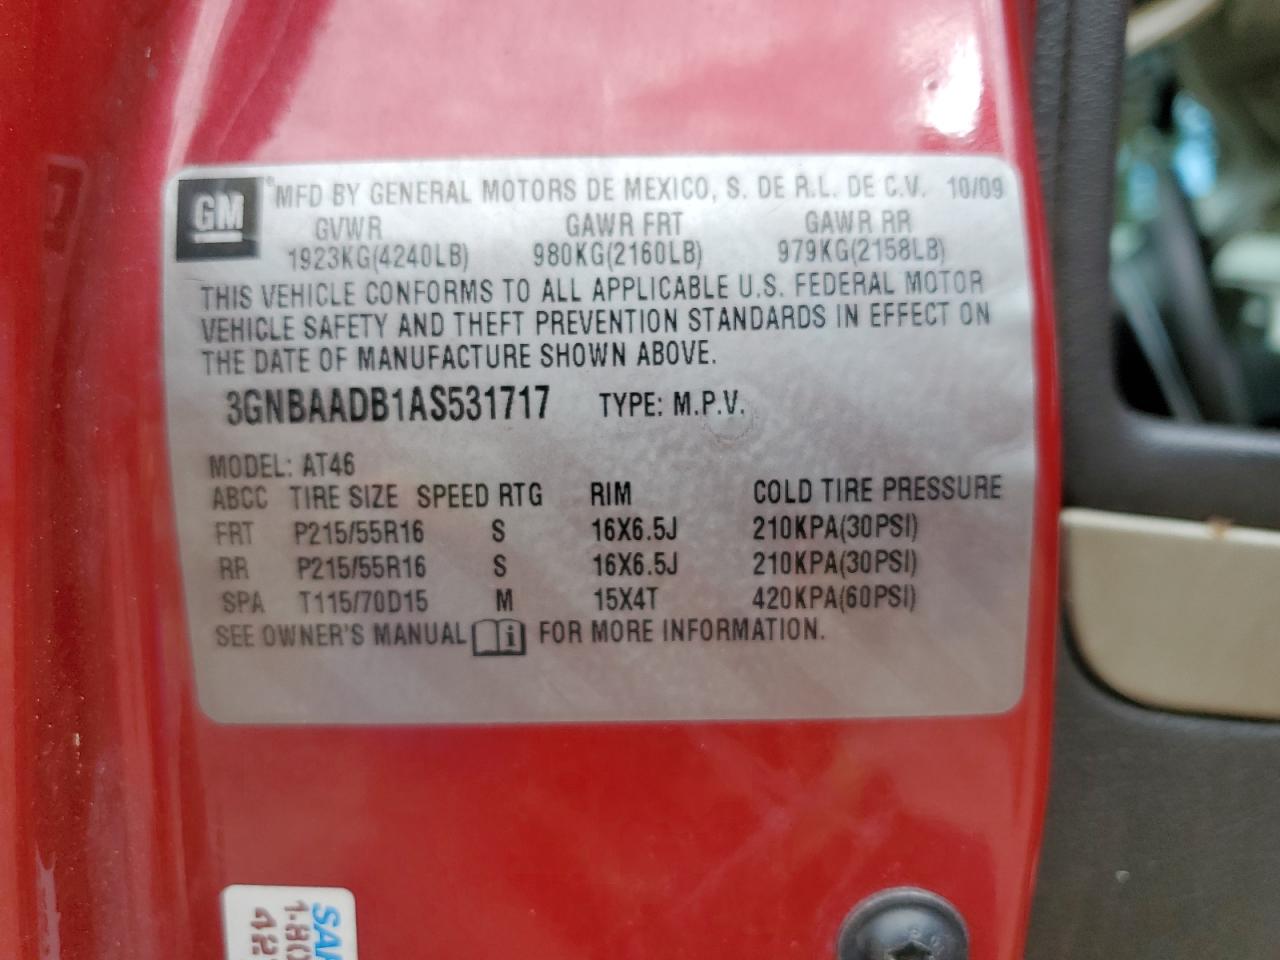 GM ® MFD BY GENERAL MOTORS DE MEXICO, S. DE R.L. DE C.V. 10/09
GVWR GAWR FRT GAWR RR
1923KG(4240LB) 980KG(2160LB) 979KG(2158LB)
THIS VEHICLE CONFORMS TO ALL APPLICABLE U.S. FEDERAL MOTOR
VEHICLE SAFETY AND THEFT PREVENTION STANDARDS IN EFFECT ON
THE DATE OF MANUFACTURE SHOWN ABOVE.
3GNBAADB1AS531717 TYPE: M.P.V.
MODEL: AT46
ABCC TIRE SIZE SPEED RTG RIM COLD TIRE PRESSURE
FRT P215/55R16 S 16X6.5J 210KPA(30PSI)
RR P215/55R16 S 16X6.5J 210KPA(30PSI)
SPA T115/70D15 M 15X4T 420KPA(60PSI)
SEE OWNER'S MANUAL i FOR MORE INFORMATION.